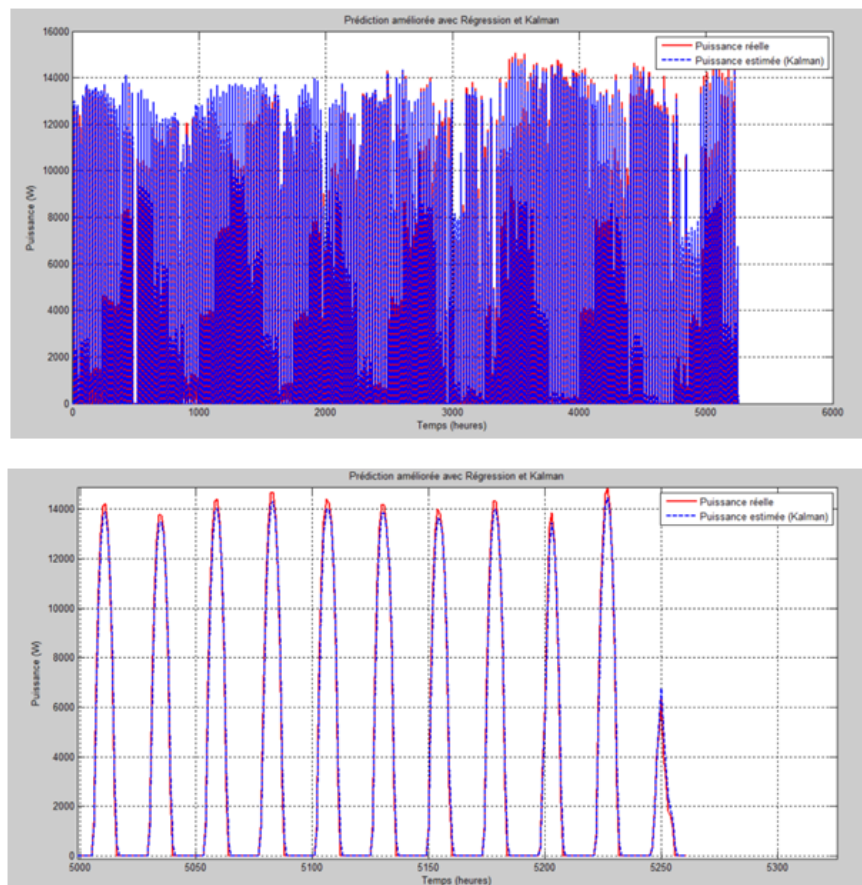 Prédiction améliorée avec Régression et Kalman
16000
14000
12000
10000
8000
6000
4000
2000
0
Puissance (W)
Puissance réelle
Puissance estimée (Kalman)
0 1000 2000 3000 4000 5000 6000
Temps (heures)
Prédiction améliorée avec Régression et Kalman
14000
12000
10000
8000
6000
4000
2000
0
Puissance (W)
Puissance réelle
Puissance estimée (Kalman)
5000 5050 5100 5150 5200 5250 5300
Temps (heures)